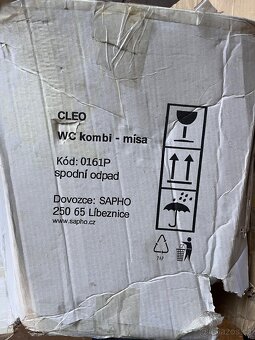 CLEO
WC kombi - mísa
Kód: 0161P
spodní odpad
Dovozce: SAPHO
250 65 Líbeznice
www.sapho.cz